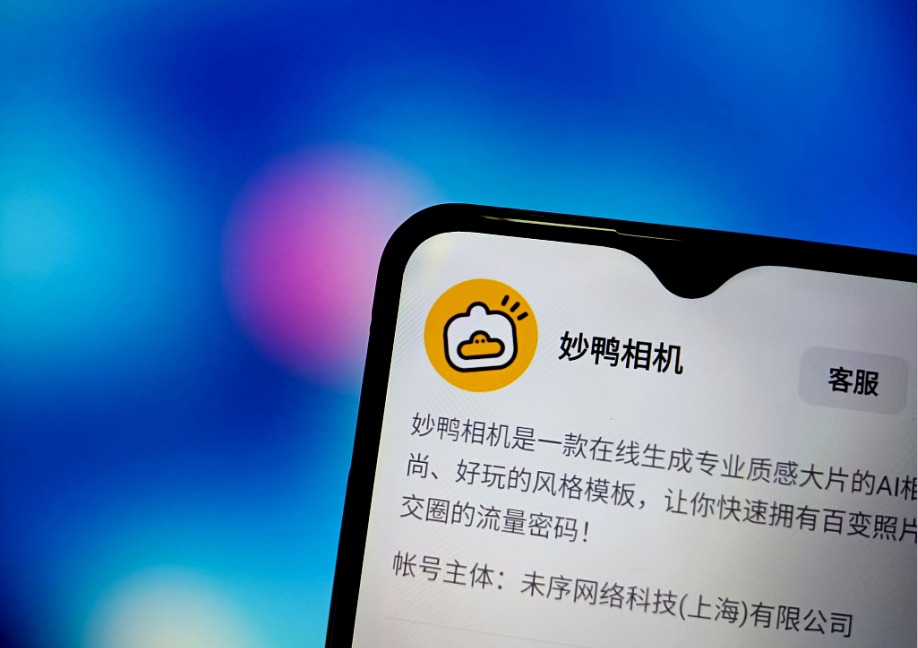 妙鸭相机
客服
妙鸭相机是一款在线生成专业质感大片的AI相
尚、好玩的风格模板，让你快速拥有百变照片
交圈的流量密码！
帐号主体：未序网络科技(上海)有限公司